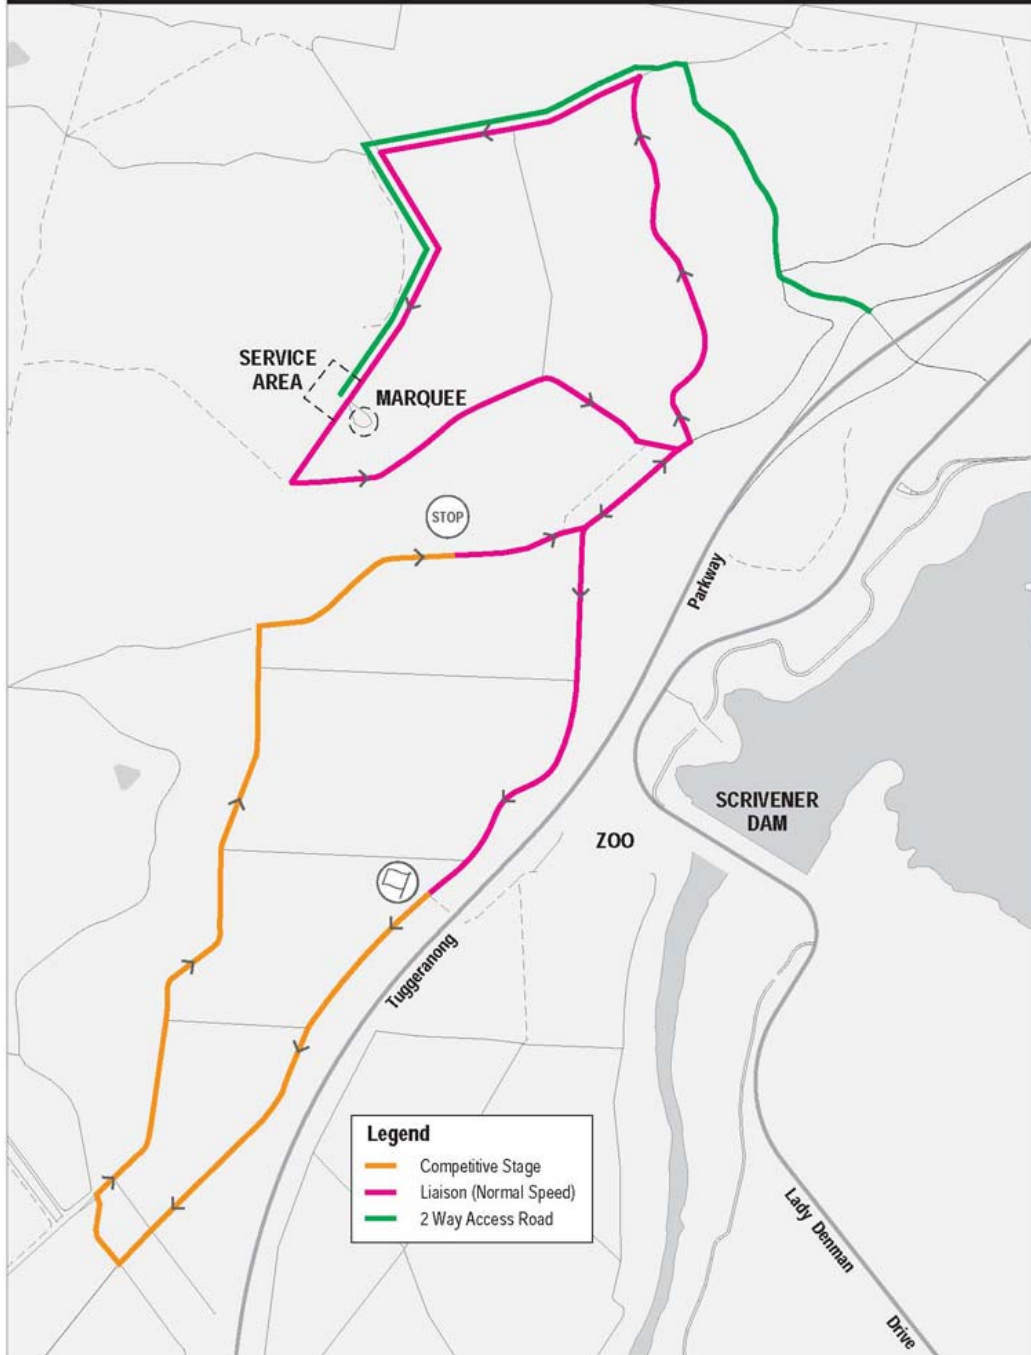 SERVICE
AREA
MARQUEE
STOP
Parkway
SCRIVENER
DAM
ZOO
Tuggeranong
Legend
Competitive Stage
Liaison (Normal Speed)
2 Way Access Road
Lady Denman
Drive